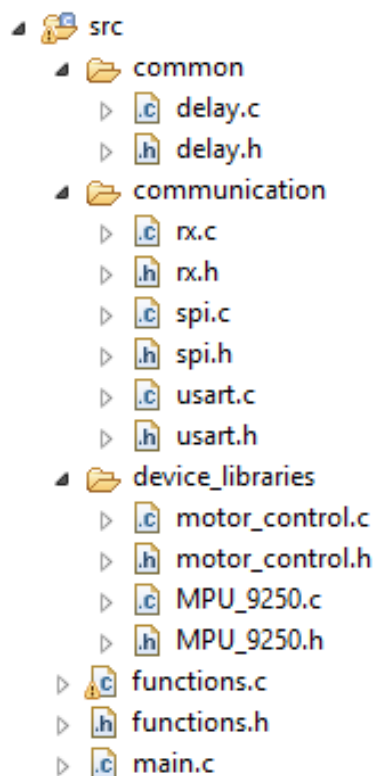 src
common
.c delay.c
.h delay.h
communication
.c rx.c
.h rx.h
.c spi.c
.h spi.h
.c usart.c
.h usart.h
device_libraries
.c motor_control.c
.h motor_control.h
.c MPU_9250.c
.h MPU_9250.h
.c functions.c
.h functions.h
.c main.c